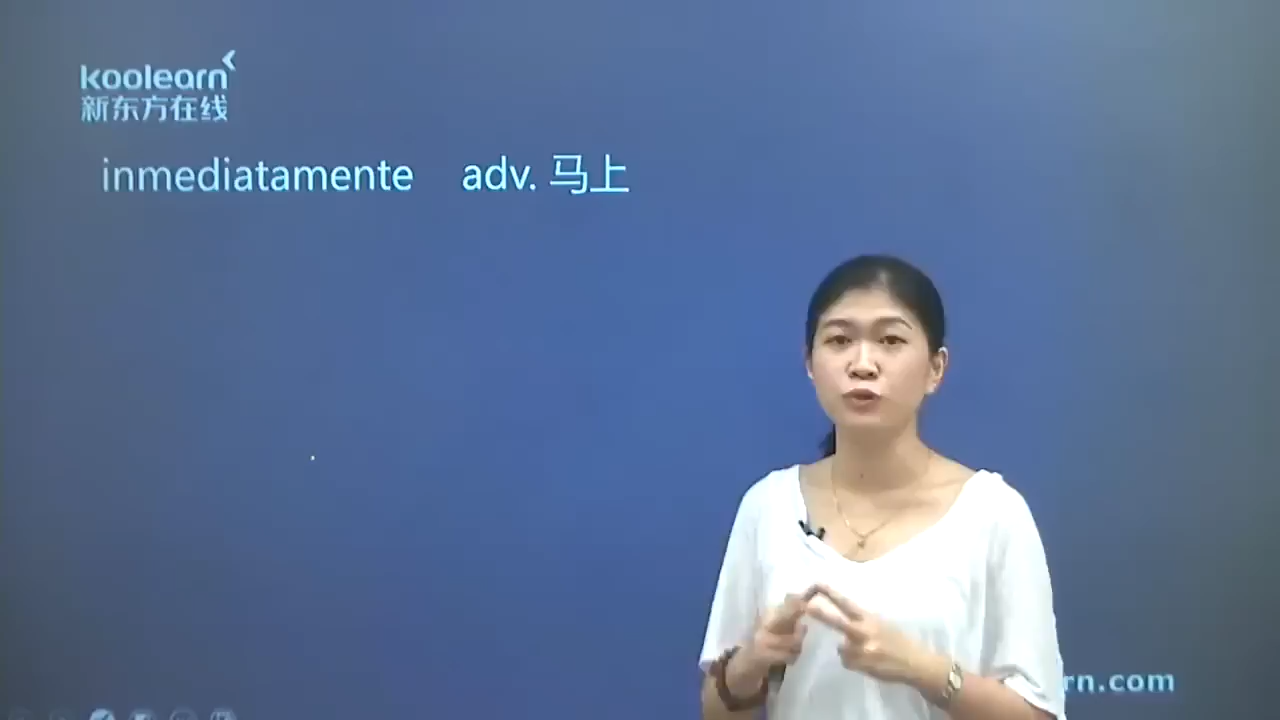 koolearn
新东方在线
inmediatamente adv. 马上
rn.com